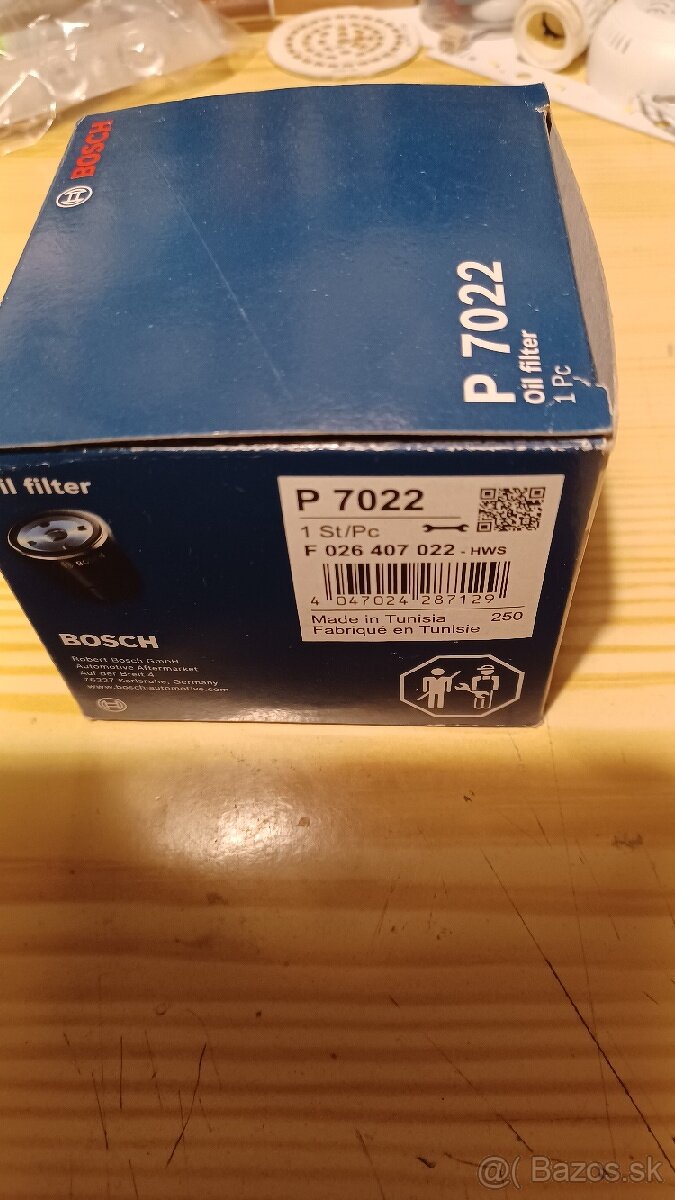 BOSCH
P 7022
Oil filter
1 Pc
il filter
P 7022
1 St/Pc
F 026 407 022 - HWS
4 047024 287129
Made in Tunisia 250
Fabriqué en Tunisie
BOSCH
Robert Bosch GmbH
Automotive Aftermarket
Auf der Breit 4
76227 Karlsruhe, Germany
www.bosch-automotive.com
@( Bazos.sk